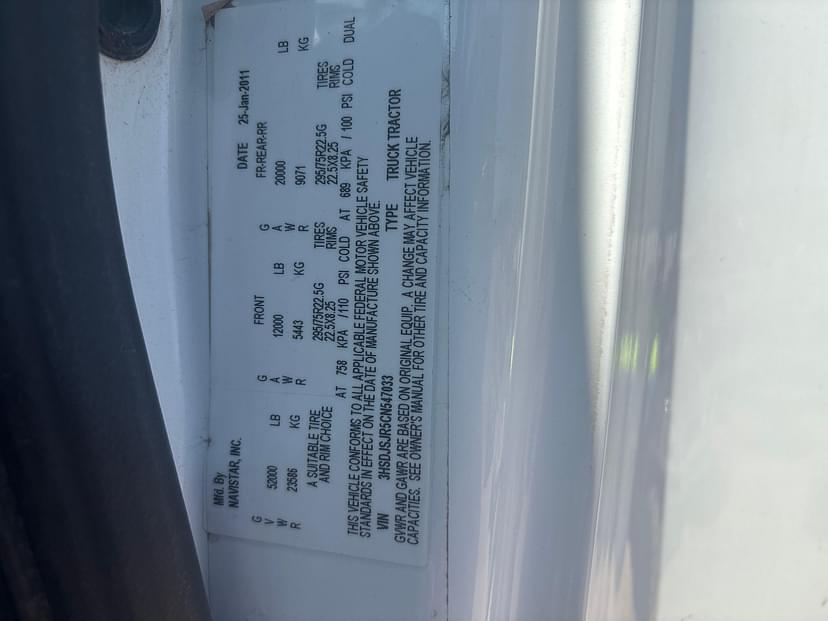 Mfd. By
NAVISTAR, INC.
DATE 25-Jan-2011
FRONT FR-REAR-RR
G G G
V 52000 LB A 12000 LB A 20000 LB
W 23586 KG W 5443 KG W 9071 KG
R R R
A SUITABLE TIRE 295/75R22.5G TIRES 295/75R22.5G TIRES
AND RIM CHOICE 22.5X8.25 RIMS 22.5X8.25 RIMS
AT 758 KPA /110 PSI COLD AT 689 KPA / 100 PSI COLD DUAL
THIS VEHICLE CONFORMS TO ALL APPLICABLE FEDERAL MOTOR VEHICLE SAFETY
STANDARDS IN EFFECT ON THE DATE OF MANUFACTURE SHOWN ABOVE.
VIN 3HSDJSJR5CN547033 TYPE TRUCK TRACTOR
GVWR AND GAWR ARE BASED ON ORIGINAL EQUIP. A CHANGE MAY AFFECT VEHICLE
CAPACITIES. SEE OWNER'S MANUAL FOR OTHER TIRE AND CAPACITY INFORMATION.